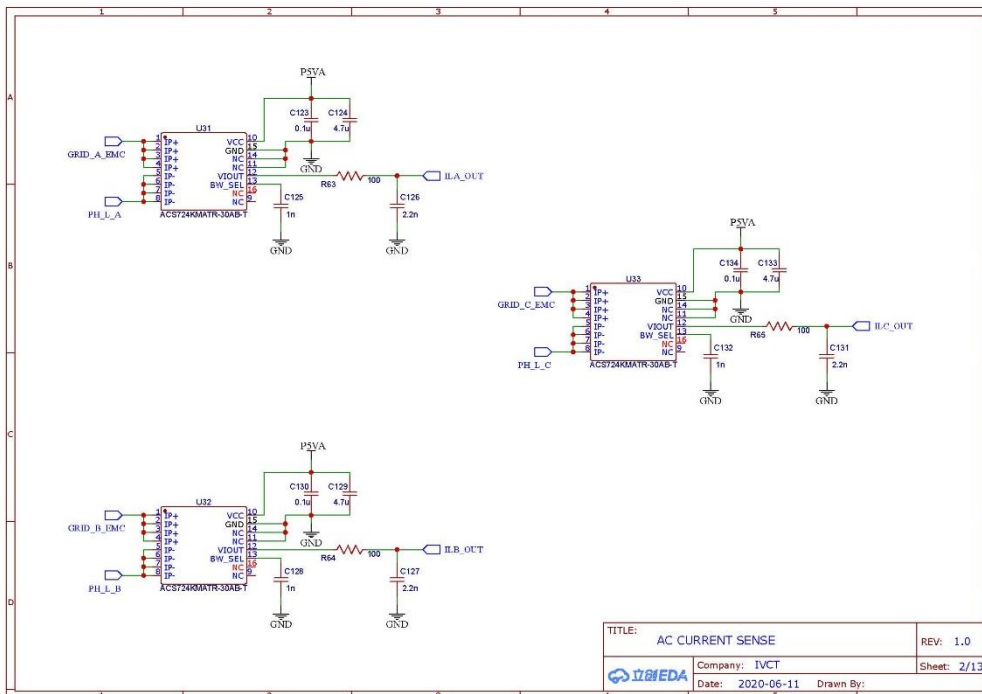 1 2 3 4 5
A
B
C
D
P5VA
C123
0.1u
C124
4.7u
GND
U31
GRID_A_EMC
PH_L_A
1 IP+
2 IP+
3 IP+
4 IP+
5 IP-
6 IP-
7 IP-
8 IP-
VCC 10
GND 15
NC 14
NC 11
VIOUT 12
BW_SEL 13
NC 16
NC 9
ACS724KMATR-30AB-T
R63
100
ILA_OUT
C125
1n
GND
C126
2.2n
GND
P5VA
C134
0.1u
C133
4.7u
GND
U33
GRID_C_EMC
PH_L_C
1 IP+
2 IP+
3 IP+
4 IP+
5 IP-
6 IP-
7 IP-
8 IP-
VCC 10
GND 15
NC 14
NC 11
VIOUT 12
BW_SEL 13
NC 16
NC 9
ACS724KMATR-30AB-T
R65
100
ILC_OUT
C132
1n
GND
C131
2.2n
GND
P5VA
C130
0.1u
C129
4.7u
GND
U32
GRID_B_EMC
PH_L_B
1 IP+
2 IP+
3 IP+
4 IP+
5 IP-
6 IP-
7 IP-
8 IP-
VCC 10
GND 15
NC 14
NC 11
VIOUT 12
BW_SEL 13
NC 16
NC 9
ACS724KMATR-30AB-T
R64
100
ILB_OUT
C128
1n
GND
C127
2.2n
GND
TITLE:
AC CURRENT SENSE
REV: 1.0
立创EDA
Company: IVCT
Sheet: 2/13
Date: 2020-06-11 Drawn By: